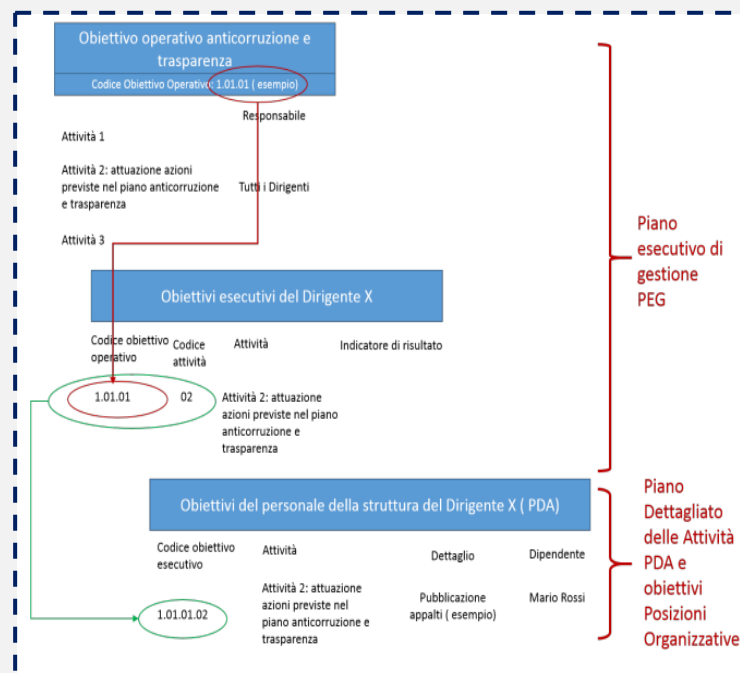 Obiettivo operativo anticorruzione e
trasparenza
Codice Obiettivo Operativo: 1.01.01 ( esempio)
Responsabile
Attività 1
Attività 2: attuazione azioni
previste nel piano anticorruzione
e trasparenza
Tutti i Dirigenti
Attività 3
Obiettivi esecutivi del Dirigente X
Codice obiettivo
operativo
Codice
attività
Attività
Indicatore di risultato
1.01.01
02
Attività 2: attuazione
azioni previste nel piano
anticorruzione e
trasparenza
Piano
esecutivo di
gestione
PEG
Obiettivi del personale della struttura del Dirigente X ( PDA)
Codice obiettivo
esecutivo
Attività
Dettaglio
Dipendente
1.01.01.02
Attività 2: attuazione
azioni previste nel
piano anticorruzione e
trasparenza
Pubblicazione
appalti ( esempio)
Mario Rossi
Piano
Dettagliato
delle Attività
PDA e
obiettivi
Posizioni
Organizzative